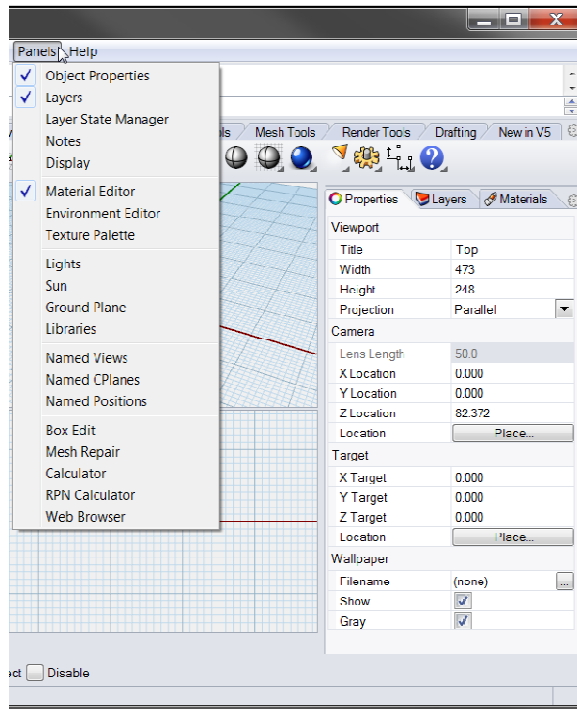 Panels Help
Object Properties
Layers
Layer State Manager
Notes
Display
Material Editor
Environment Editor
Texture Palette
Lights
Sun
Ground Plane
Libraries
Named Views
Named CPlanes
Named Positions
Box Edit
Mesh Repair
Calculator
RPN Calculator
Web Browser
Mesh Tools Render Tools Drafting New in V5
Properties Layers Materials
Viewport
Title Top
Width 473
Height 248
Projection Parallel
Camera
Lens Length 50.0
X Location 0.000
Y Location 0.000
Z Location 82.372
Location Place...
Target
X Target 0.000
Y Target 0.000
Z Target 0.000
Location Place...
Wallpaper
Filename (none) ...
Show
Gray
Disable